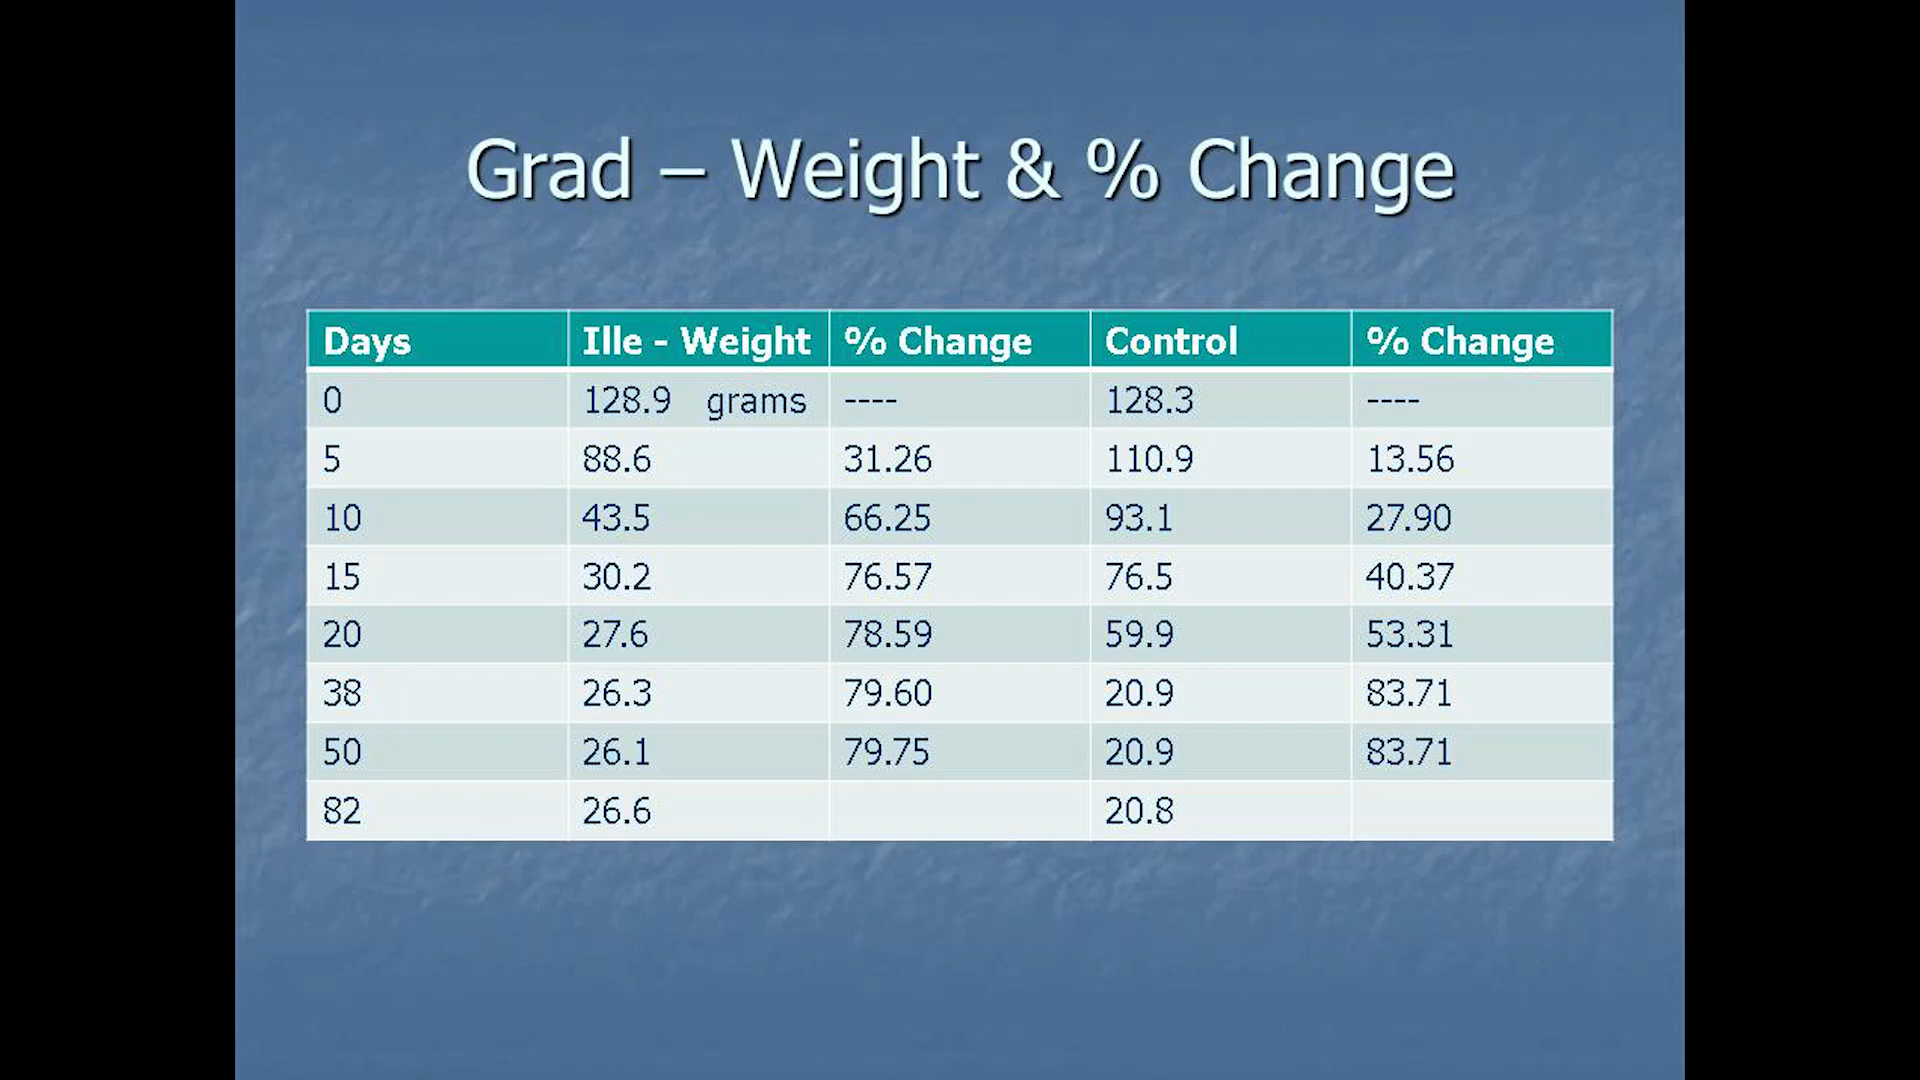 Grad – Weight & % Change
Days Ille - Weight % Change Control % Change
0 128.9 grams ---- 128.3 ----
5 88.6 31.26 110.9 13.56
10 43.5 66.25 93.1 27.90
15 30.2 76.57 76.5 40.37
20 27.6 78.59 59.9 53.31
38 26.3 79.60 20.9 83.71
50 26.1 79.75 20.9 83.71
82 26.6 20.8